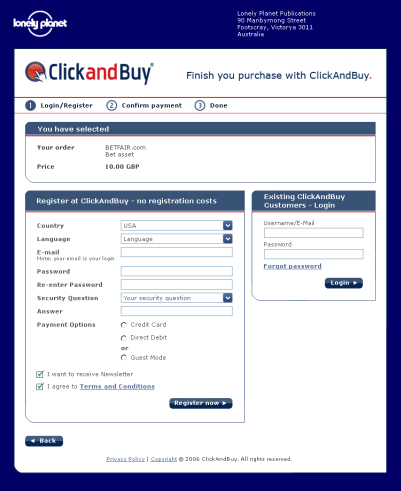 lonely planet
Lonely Planet Publications
90 Manbyrnong Street
Footscray, Victorya 3011
Australia
ClickandBuy
Finish you purchase with ClickAndBuy.
1 Login/Register 2 Confirm payment 3 Done
You have selected
Your order BETFAIR.com
Bet asset
Price 10.00 GBP
Register at ClickAndBuy - no registration costs
Country USA
Language Language
E-mail
Note: your email is your login
Password
Re-enter Password
Security Question Your security question
Answer
Payment Options Credit Card
Direct Debit
or
Guest Mode
I want to receive Newsletter
I agree to Terms and Conditions
Register now
Existing ClickAndBuy
Customers - Login
Username/E-Mail
Password
Forgot password
Login
Back
Privacy Policy | Copyright © 2006 ClickAndBuy. All rights reserved.